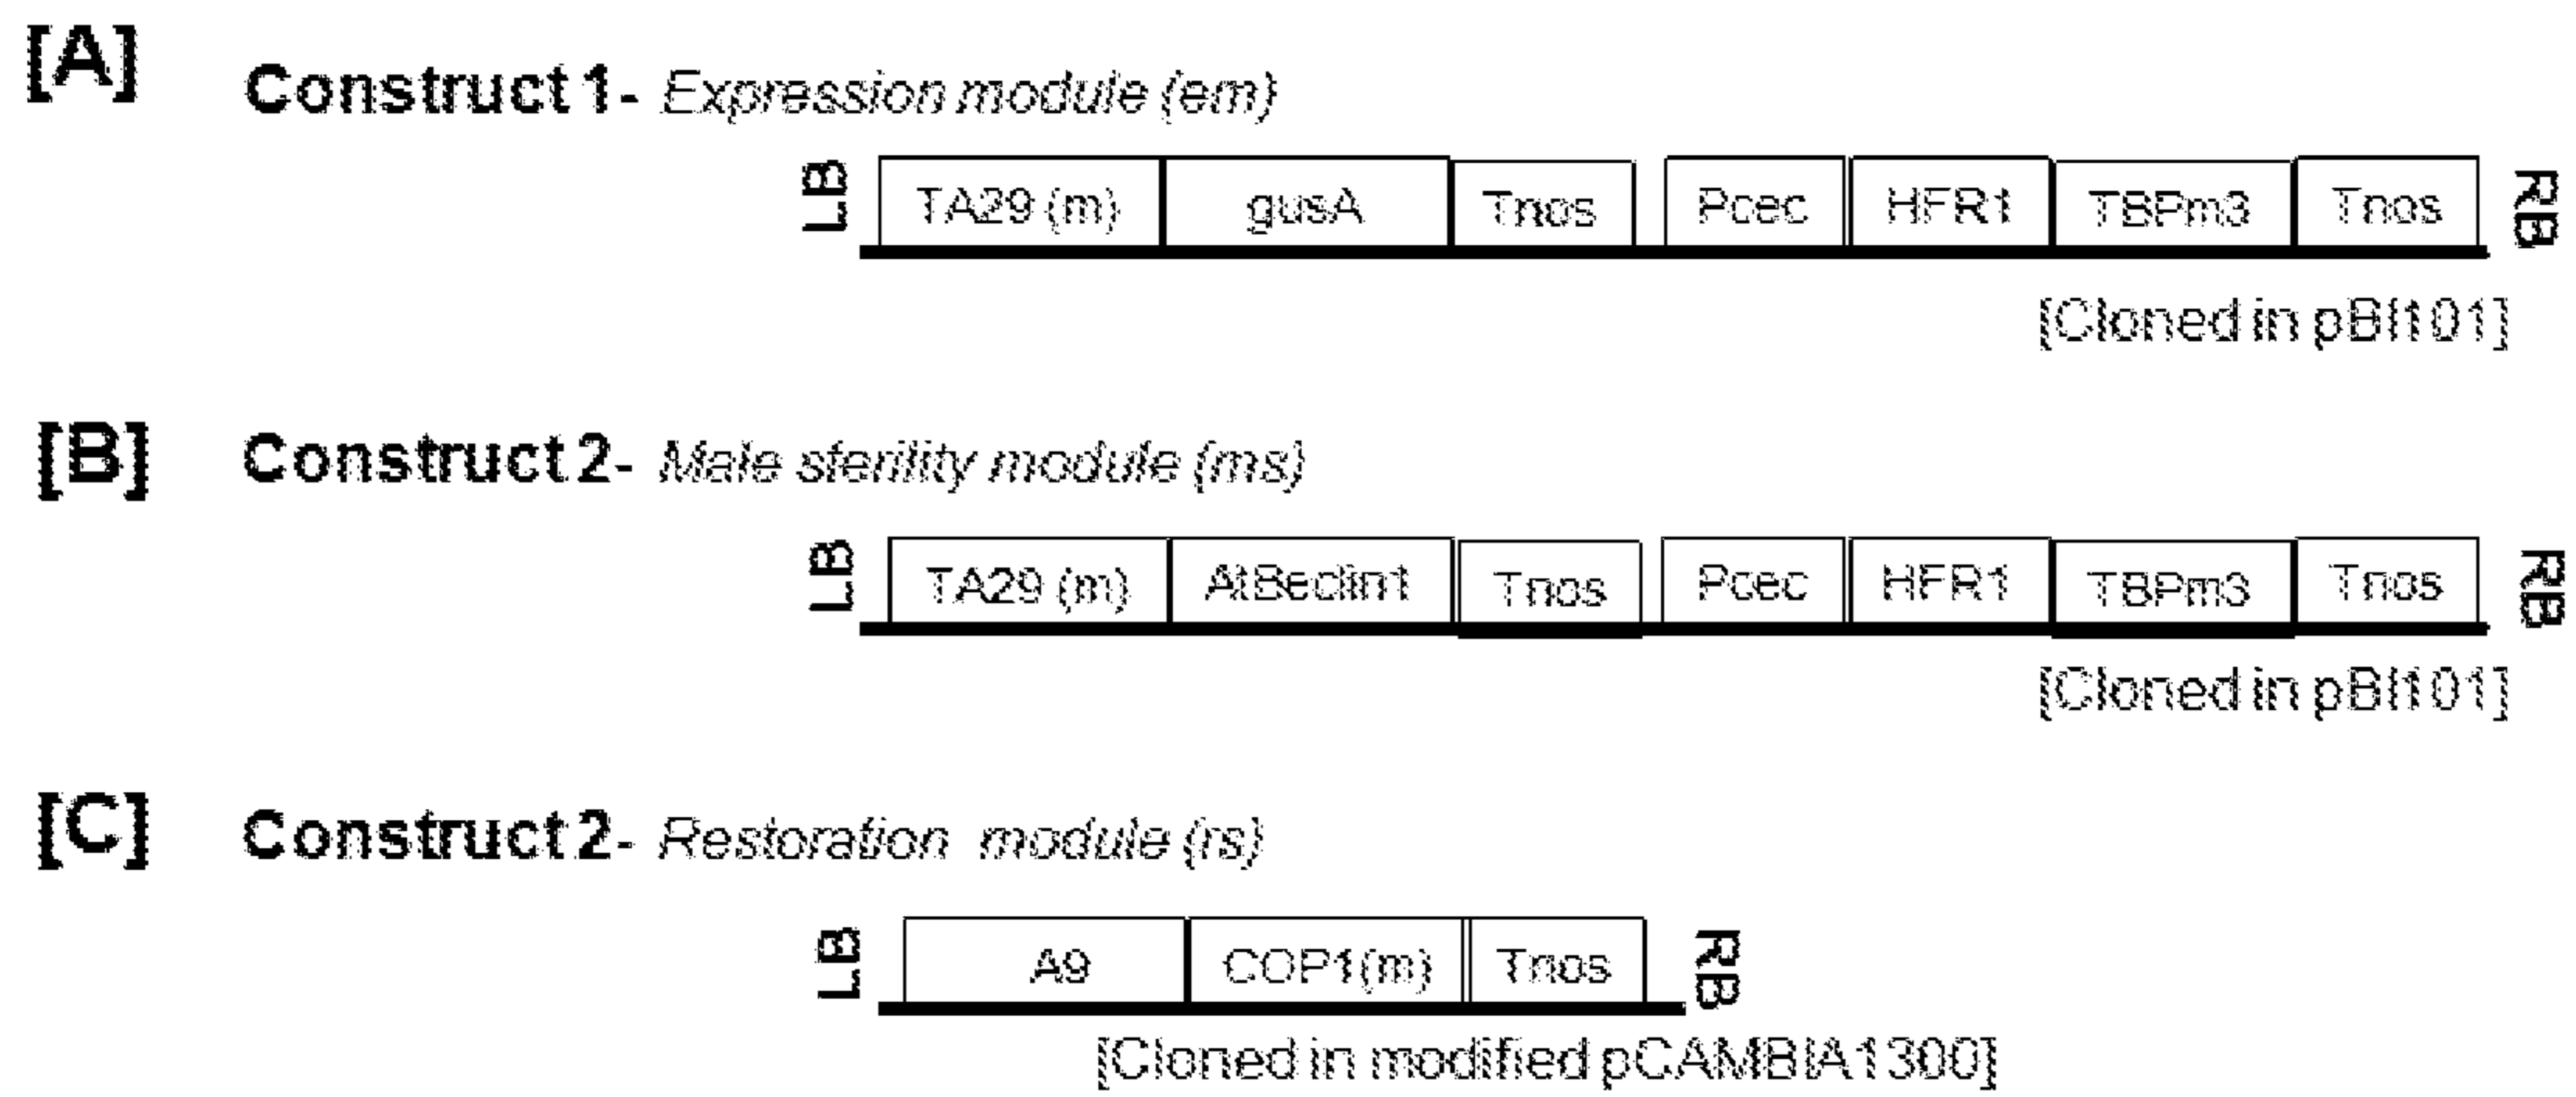 [A] Construct 1- Expression module (em)
LB TA29 (m) gusA Tnos Pcec HFR1 TBPm3 Tnos RB
[Cloned in pBI101]
[B] Construct 2- Male sterility module (ms)
LB TA29 (m) AtBeclin1 Tnos Pcec HFR1 TBPm3 Tnos RB
[Cloned in pBI101]
[C] Construct 2- Restoration module (rs)
LB A9 COP1(m) Tnos RB
[Cloned in modified pCAMBIA1300]